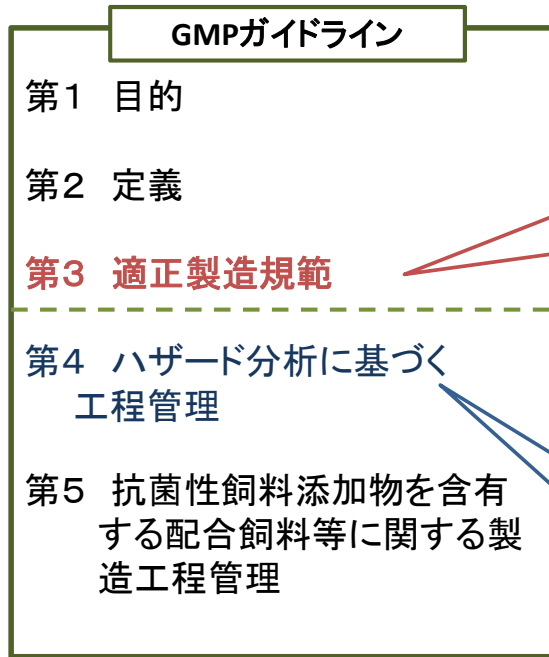 GMPガイドライン
第1　目的
第2　定義
第3　適正製造規範
第4　ハザード分析に基づく
工程管理
第5　抗菌性飼料添加物を含有
する配合飼料等に関する製
造工程管理